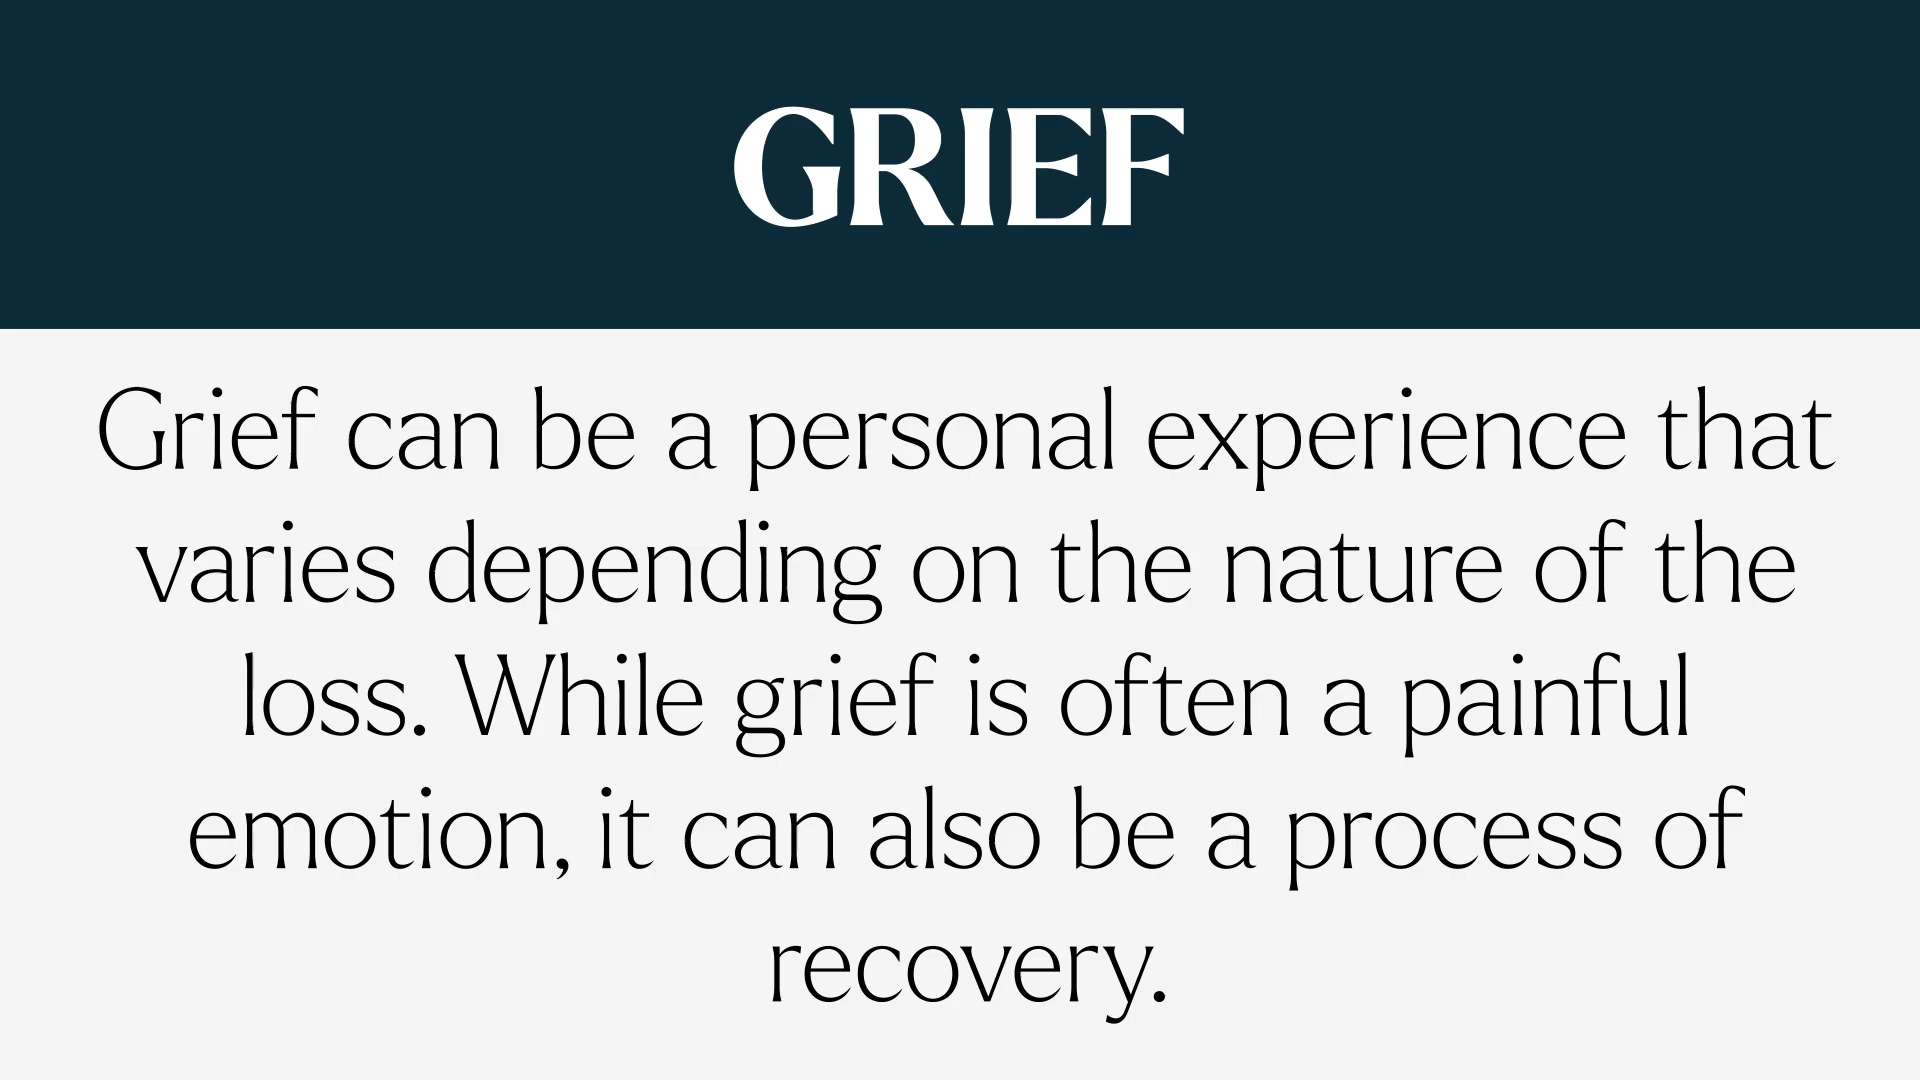 GRIEF
Grief can be a personal experience that
varies depending on the nature of the
loss. While grief is often a painful
emotion, it can also be a process of
recovery.